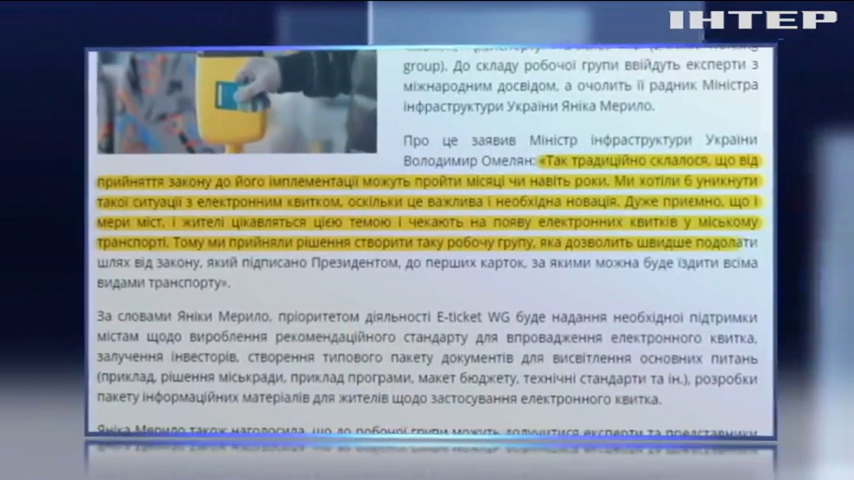 ІНТЕР
group). До складу робочої групи ввійдуть експерти з
міжнародним досвідом, а очолить її радник Міністра
інфраструктури України Яніка Мерило.
Про це заявив Міністр інфраструктури України
Володимир Омелян: «Так традиційно склалося, що від
прийняття закону до його імплементації можуть пройти місяці чи навіть роки. Ми хотіли б уникнути
такої ситуації з електронним квитком, оскільки це важлива і необхідна новація. Дуже приємно, що і
мери міст, і жителі цікавляться цією темою і чекають на появу електронних квитків у міському
транспорті. Тому ми прийняли рішення створити таку робочу групу, яка дозволить швидше подолати
шлях від закону, який підписано Президентом, до перших карток, за якими можна буде їздити всіма
видами транспорту».
За словами Яніки Мерило, пріоритетом діяльності E-ticket WG буде надання необхідної підтримки
містам щодо вироблення рекомендаційного стандарту для впровадження електронного квитка,
залучення інвесторів, створення типового пакету документів для висвітлення основних питань
(приклад, рішення міськради, приклад програми, макет бюджету, технічні стандарти та ін.), розробки
пакету інформаційних матеріалів для жителів щодо застосування електронного квитка.
Яніка Мерило також наголосила, що до робочої групи можуть долучитися експерти та представники